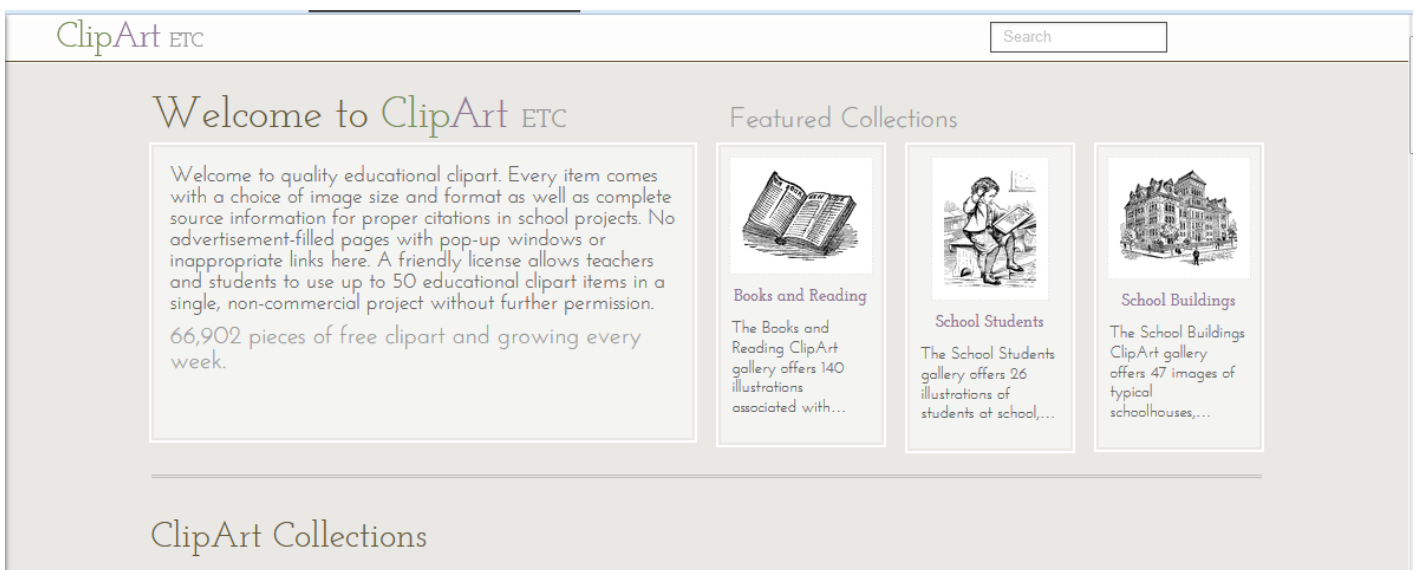 ClipArt ETC
Search
Welcome to ClipArt ETC
Welcome to quality educational clipart. Every item comes
with a choice of image size and format as well as complete
source information for proper citations in school projects. No
advertisement-filled pages with pop-up windows or
inappropriate links here. A friendly license allows teachers
and students to use up to 50 educational clipart items in a
single, non-commercial project without further permission.
66,902 pieces of free clipart and growing every
week.
Featured Collections
Books and Reading
The Books and
Reading ClipArt
gallery offers 140
illustrations
associated with...
School Students
The School Students
gallery offers 26
illustrations of
students at school,...
School Buildings
The School Buildings
ClipArt gallery
offers 47 images of
typical
schoolhouses,...
ClipArt Collections